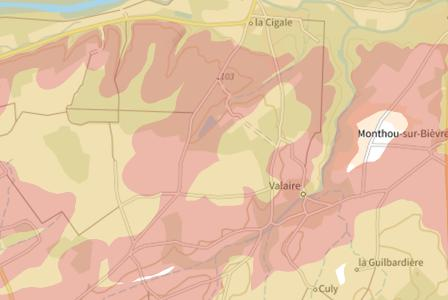 la Cigale
103
Monthou-sur-Bièvre
Valaire
la Guilbardière
Culy